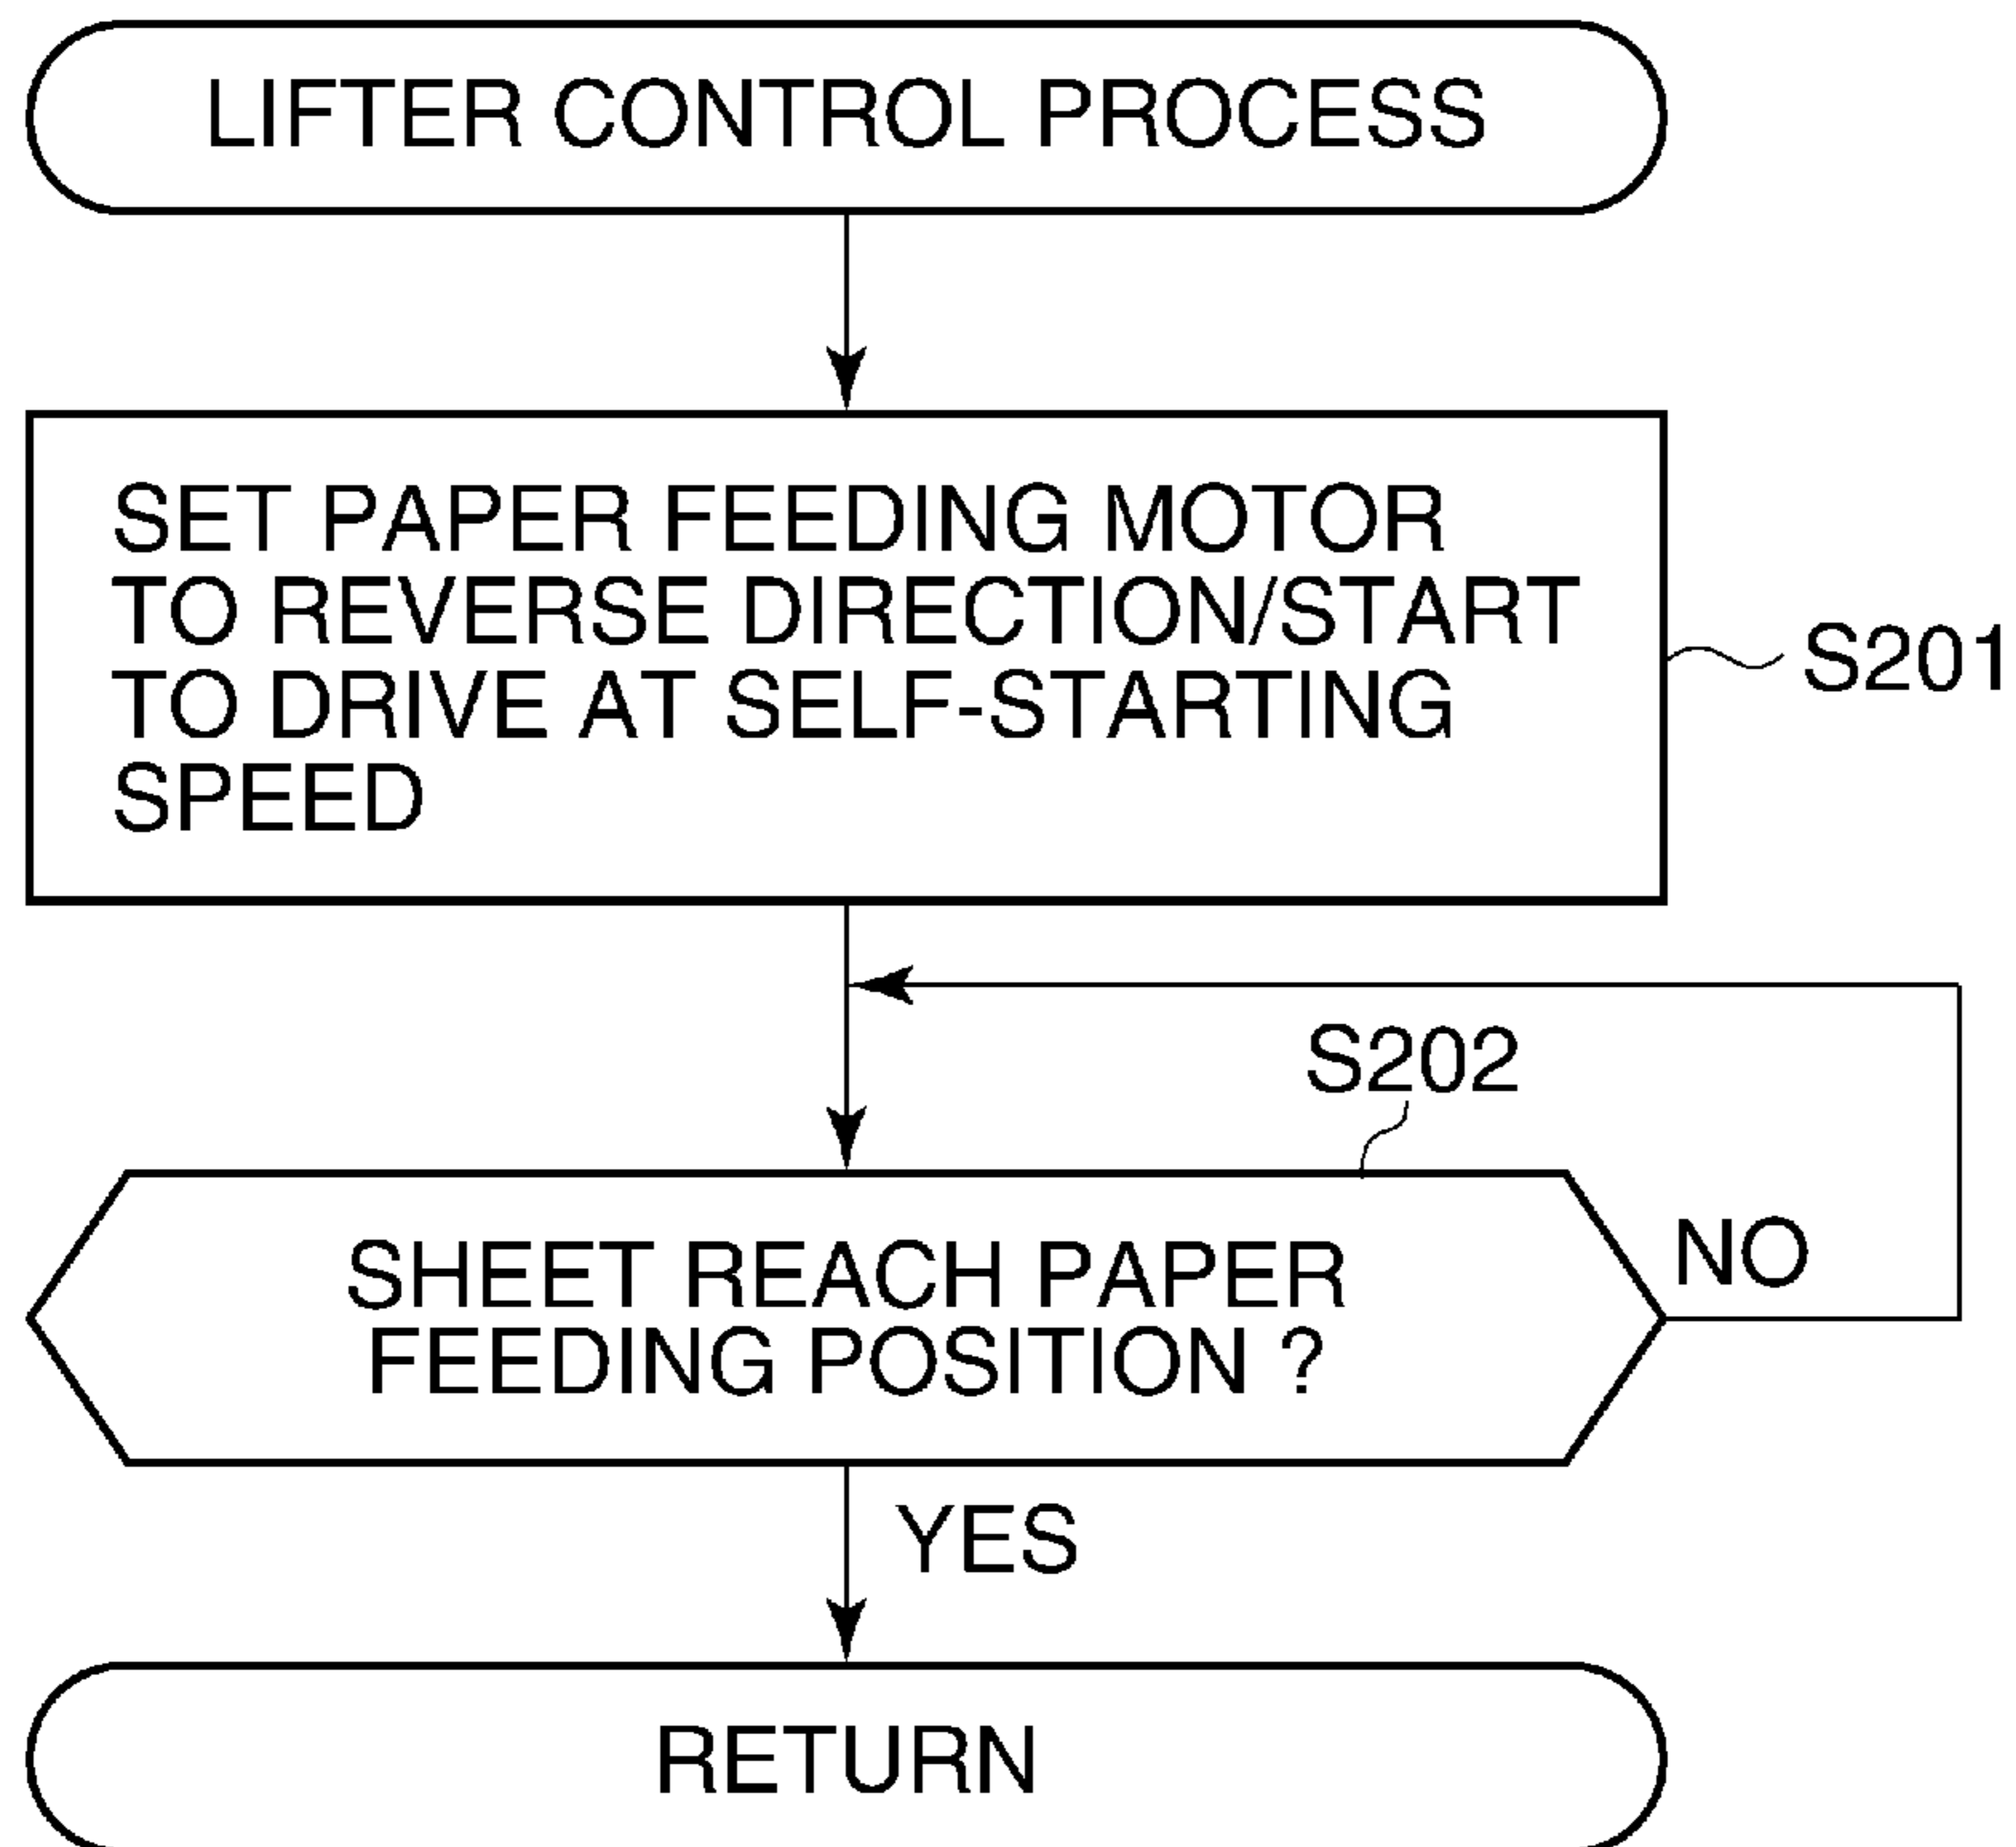 LIFTER CONTROL PROCESS
SET PAPER FEEDING MOTOR
TO REVERSE DIRECTION/START
TO DRIVE AT SELF-STARTING
SPEED
S201
S202
SHEET REACH PAPER
FEEDING POSITION ?
NO
YES
RETURN